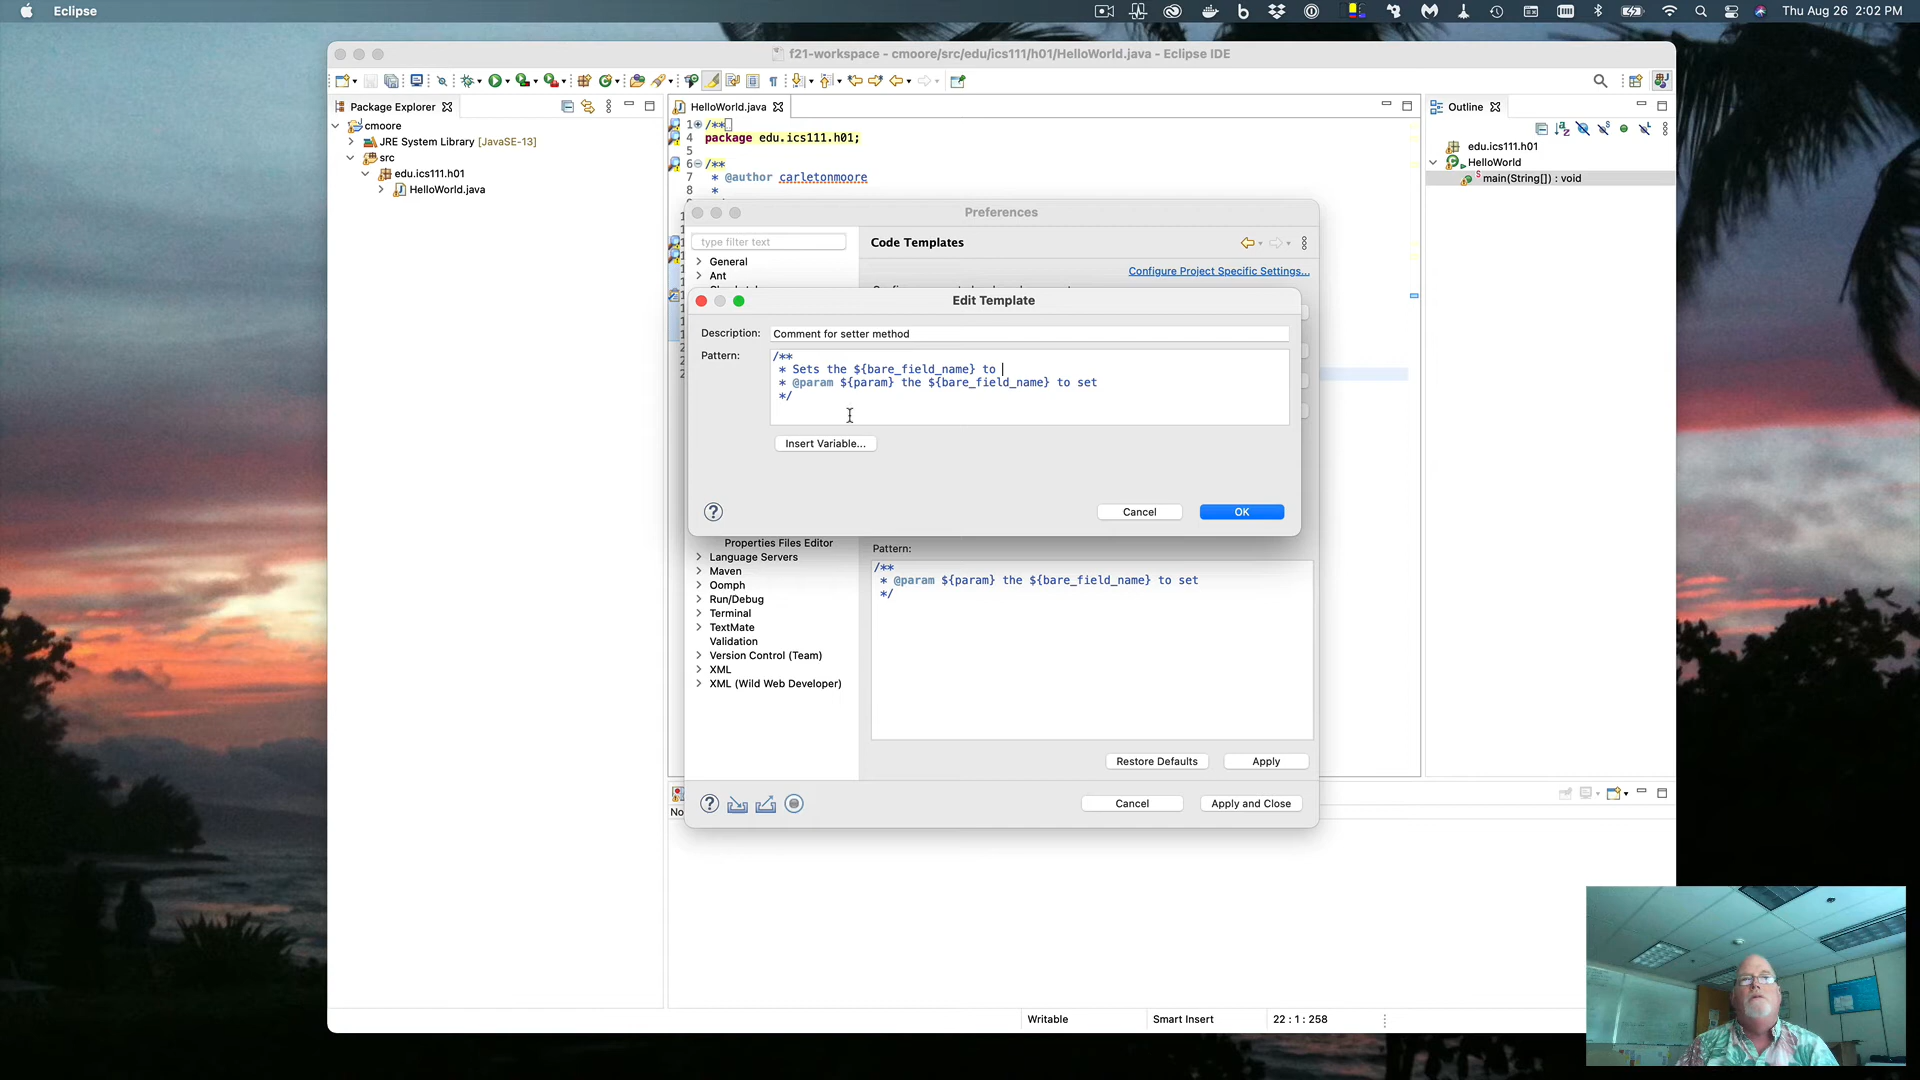 Eclipse
Thu Aug 26 2:02 PM
f21-workspace - cmoore/src/edu/ics111/h01/HelloWorld.java - Eclipse IDE
Package Explorer
cmoore
JRE System Library [JavaSE-13]
src
edu.ics111.h01
HelloWorld.java
HelloWorld.java
1 /**
4 package edu.ics111.h01;
5
6 /**
7 * @author carletonmoore
8 *
Outline
edu.ics111.h01
HelloWorld
main(String[]) : void
Preferences
type filter text
General
Ant
Code Templates
Configure Project Specific Settings...
Edit Template
Description: Comment for setter method
Pattern:
/**
* Sets the ${bare_field_name} to
* @param ${param} the ${bare_field_name} to set
*/
Insert Variable...
Cancel
OK
Properties Files Editor
Language Servers
Maven
Oomph
Run/Debug
Terminal
TextMate
Validation
Version Control (Team)
XML
XML (Wild Web Developer)
Pattern:
/**
* @param ${param} the ${bare_field_name} to set
*/
Restore Defaults
Apply
Cancel
Apply and Close
No
Writable
Smart Insert
22 : 1 : 258